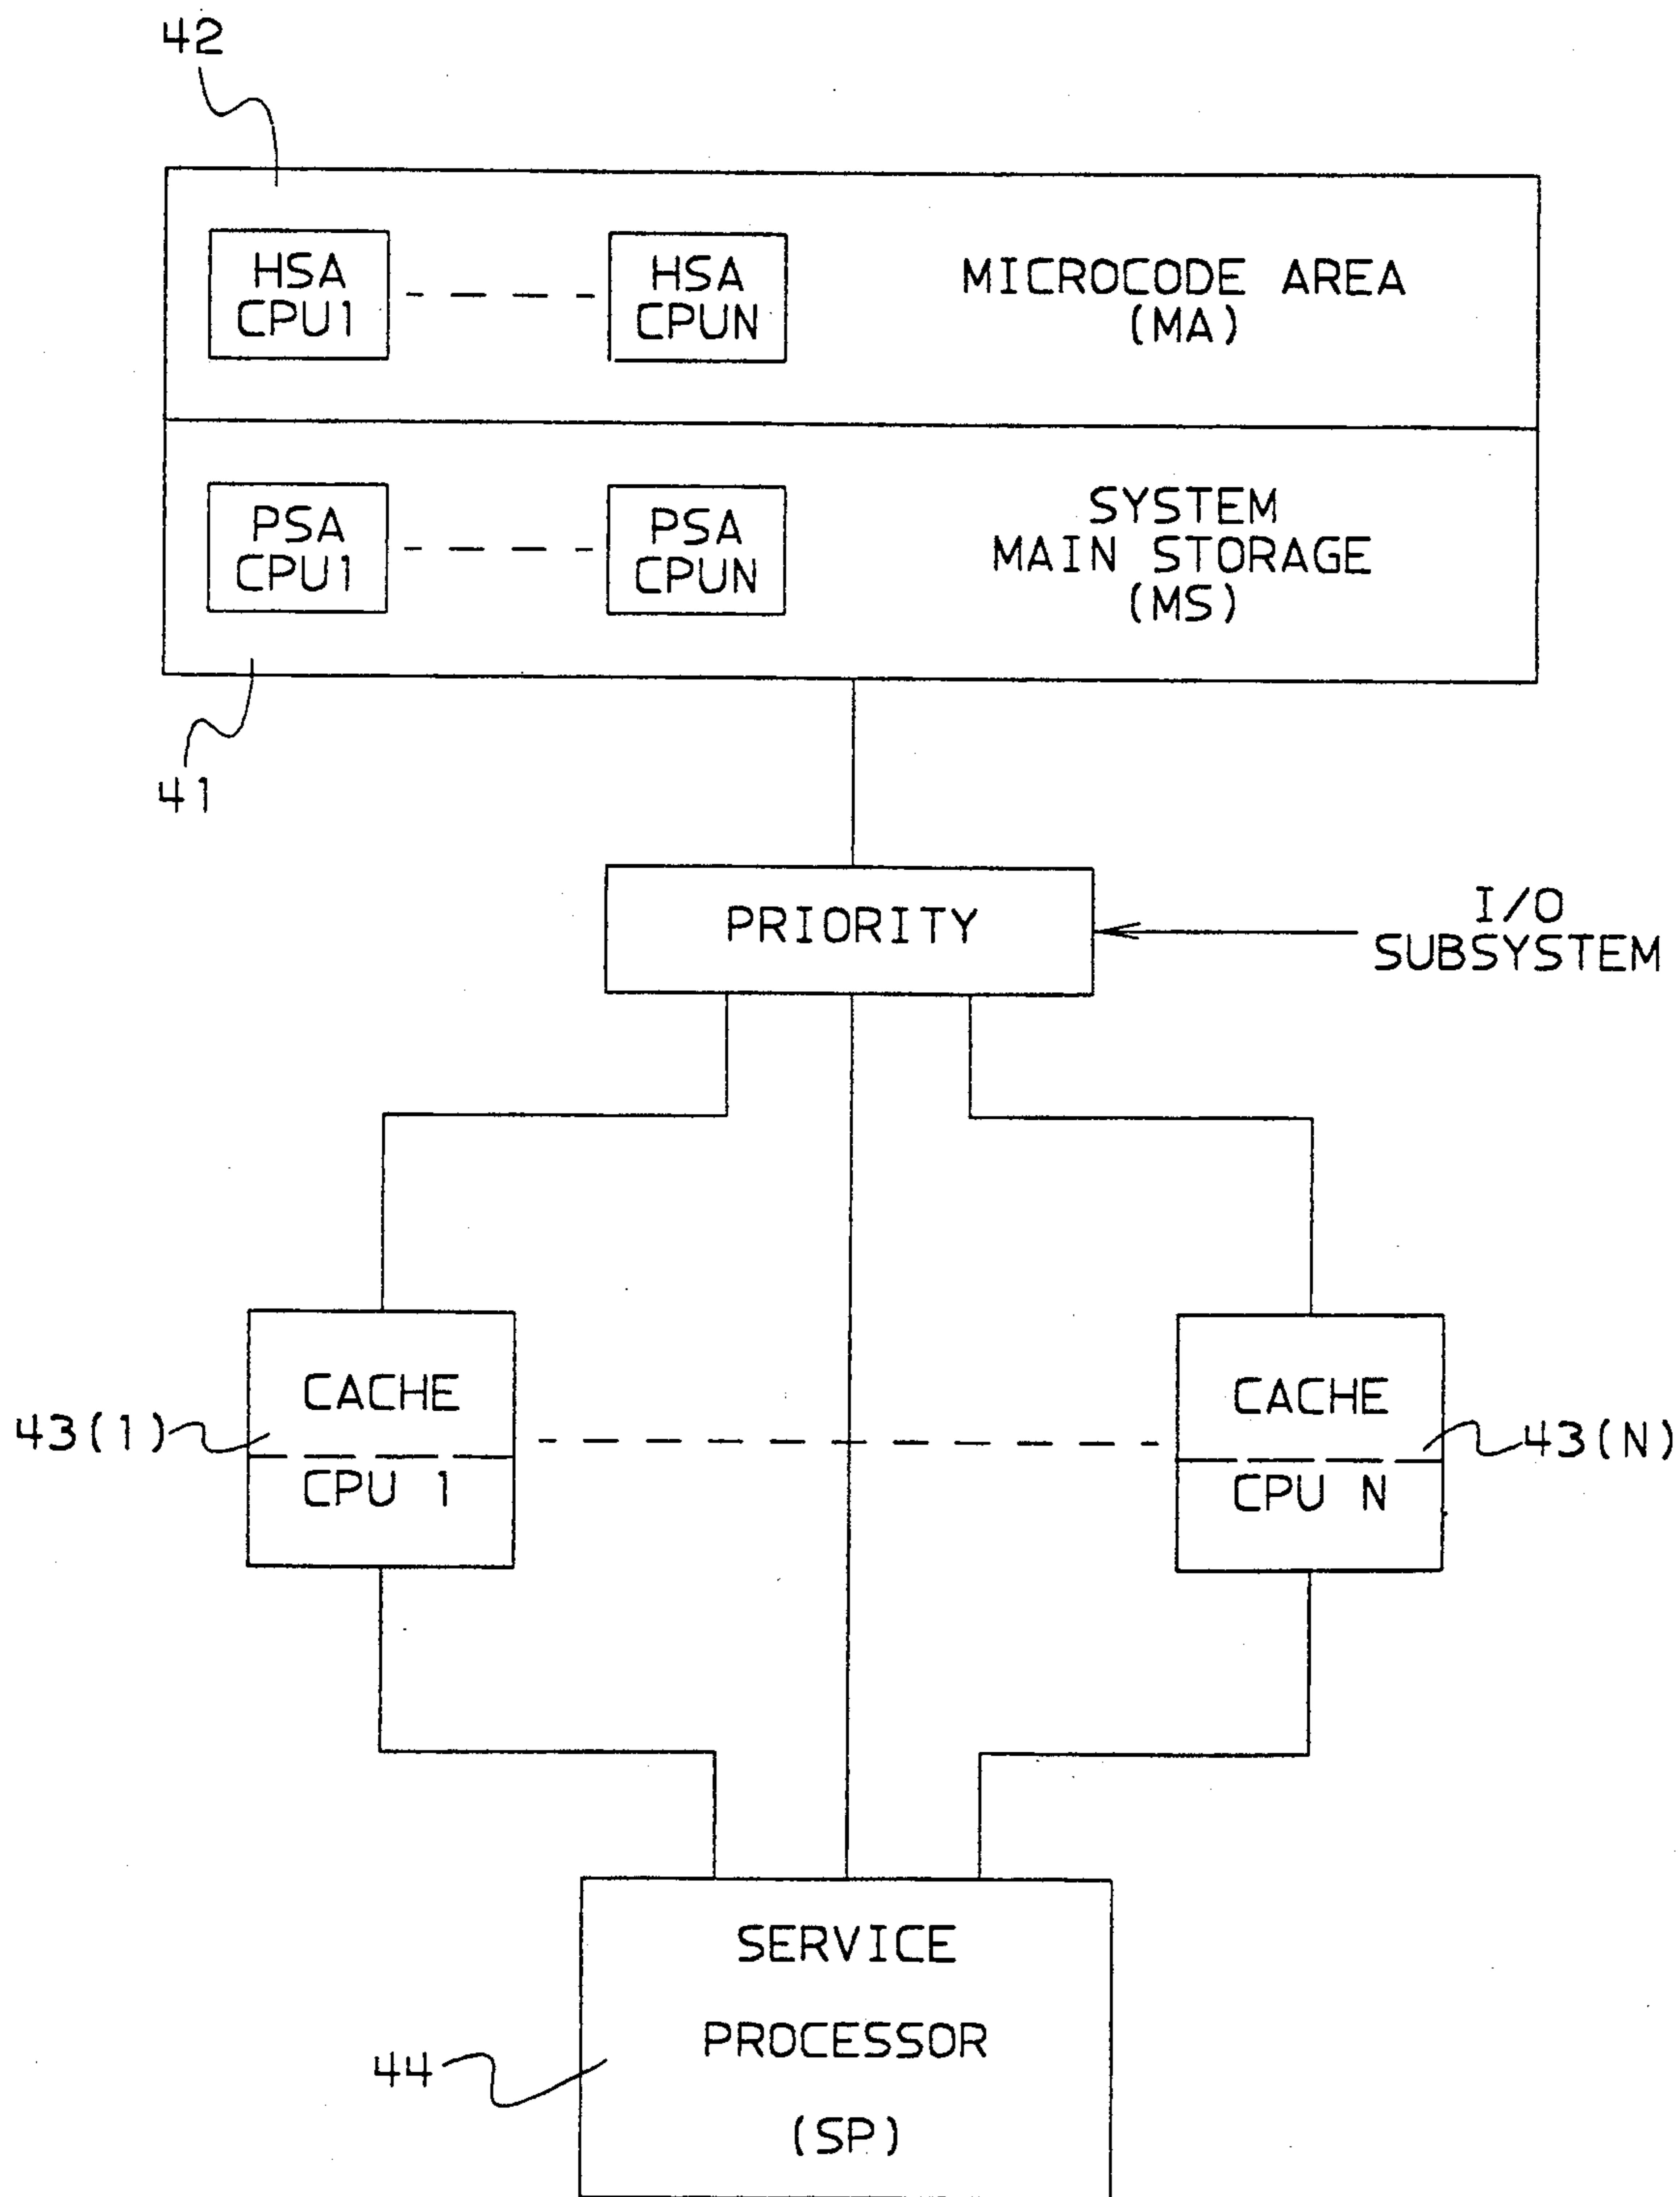 42
HSA
CPU1
HSA
CPUN
MICROCODE AREA
(MA)
PSA
CPU1
PSA
CPUN
SYSTEM
MAIN STORAGE
(MS)
41
PRIORITY
I/O
SUBSYSTEM
CACHE
43(1)
CPU 1
CACHE
43(N)
CPU N
SERVICE
PROCESSOR
(SP)
44